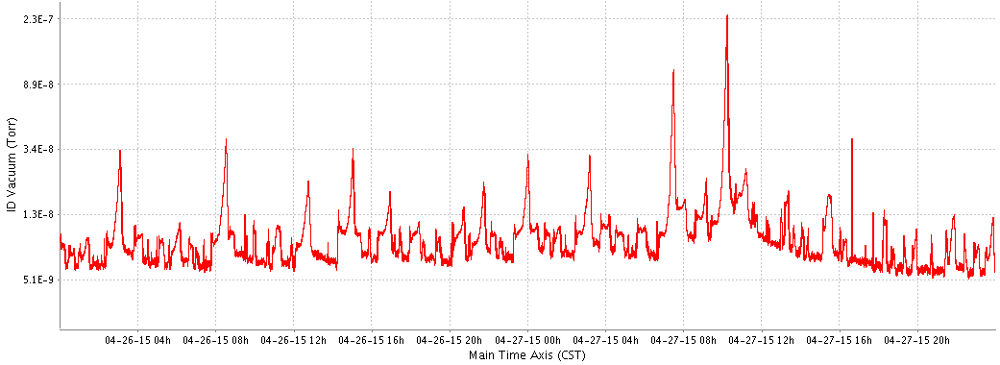 ID Vacuum (Torr)
2.3E-7
8.9E-8
3.4E-8
1.3E-8
5.1E-9
04-26-15 04h 04-26-15 08h 04-26-15 12h 04-26-15 16h 04-26-15 20h 04-27-15 00h 04-27-15 04h 04-27-15 08h 04-27-15 12h 04-27-15 16h 04-27-15 20h
Main Time Axis (CST)